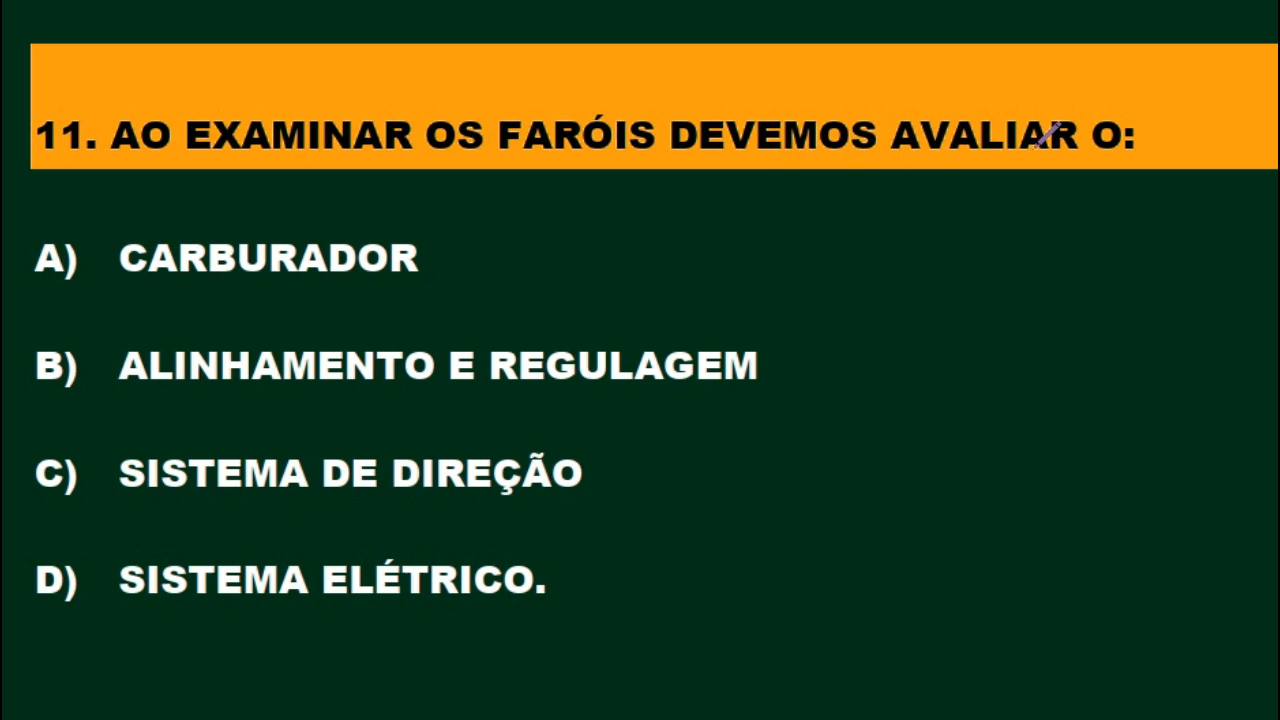 11. AO EXAMINAR OS FARÓIS DEVEMOS AVALIAR O:
A) CARBURADOR
B) ALINHAMENTO E REGULAGEM
C) SISTEMA DE DIREÇÃO
D) SISTEMA ELÉTRICO.